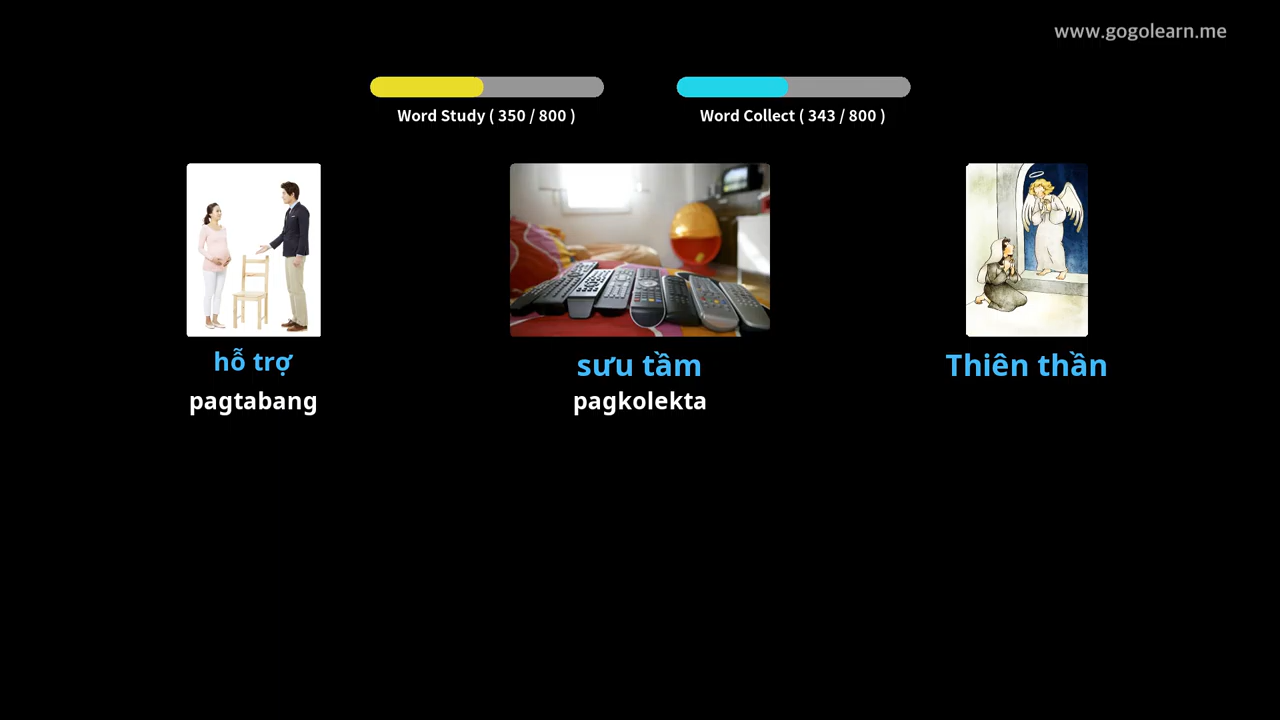 www.gogolearn.me
Word Study ( 350 / 800 )
Word Collect ( 343 / 800 )
hỗ trợ
pagtabang
sưu tầm
pagkolekta
Thiên thần